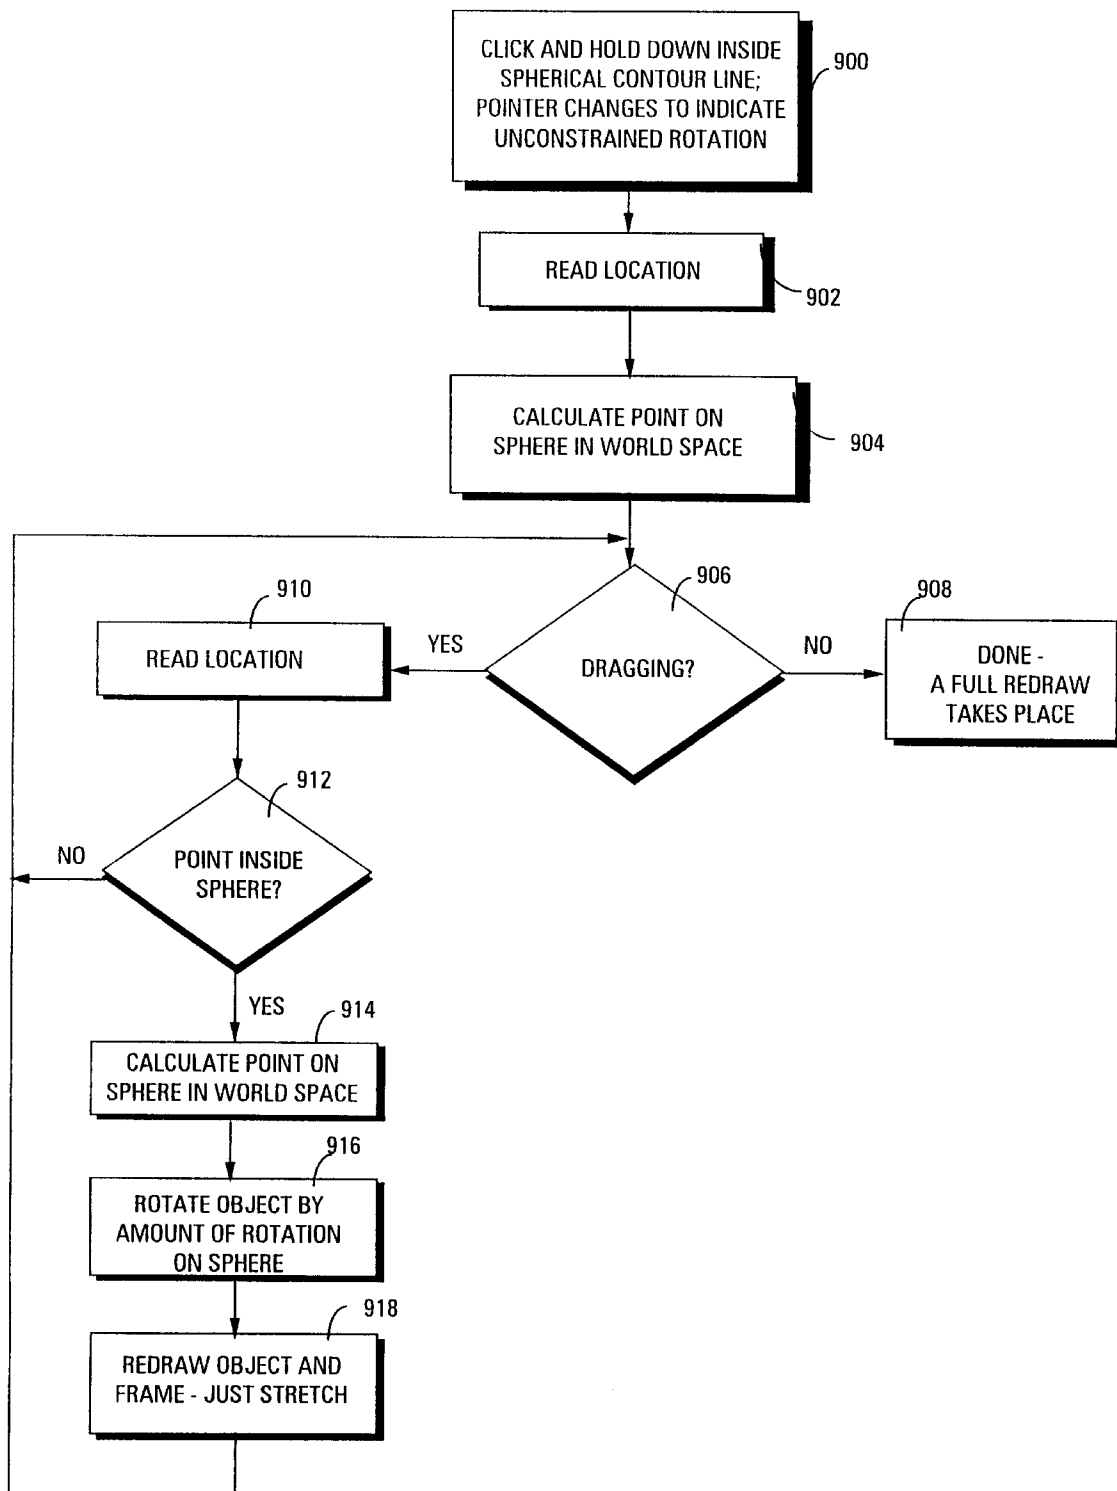 CLICK AND HOLD DOWN INSIDE
SPHERICAL CONTOUR LINE;
POINTER CHANGES TO INDICATE
UNCONSTRAINED ROTATION
900
READ LOCATION
902
CALCULATE POINT ON
SPHERE IN WORLD SPACE
904
906
DRAGGING?
NO
908
DONE -
A FULL REDRAW
TAKES PLACE
YES
910
READ LOCATION
912
POINT INSIDE
SPHERE?
NO
YES
914
CALCULATE POINT ON
SPHERE IN WORLD SPACE
916
ROTATE OBJECT BY
AMOUNT OF ROTATION
ON SPHERE
918
REDRAW OBJECT AND
FRAME - JUST STRETCH